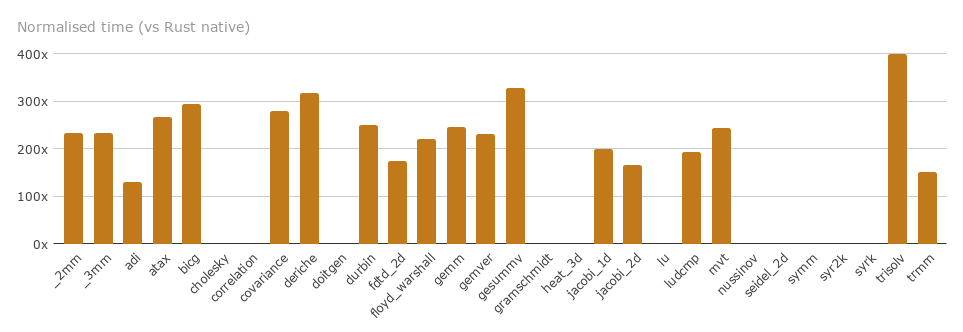 Normalised time (vs Rust native)
400x
300x
200x
100x
0x
_2mm
_3mm
adi
atax
bicg
cholesky
correlation
covariance
deriche
doitgen
durbin
fdtd_2d
floyd_warshall
gemm
gemver
gesummv
gramschmidt
heat_3d
jacobi_1d
jacobi_2d
lu
ludcmp
mvt
nussinov
seidel_2d
symm
syr2k
syrk
trisolv
trmm